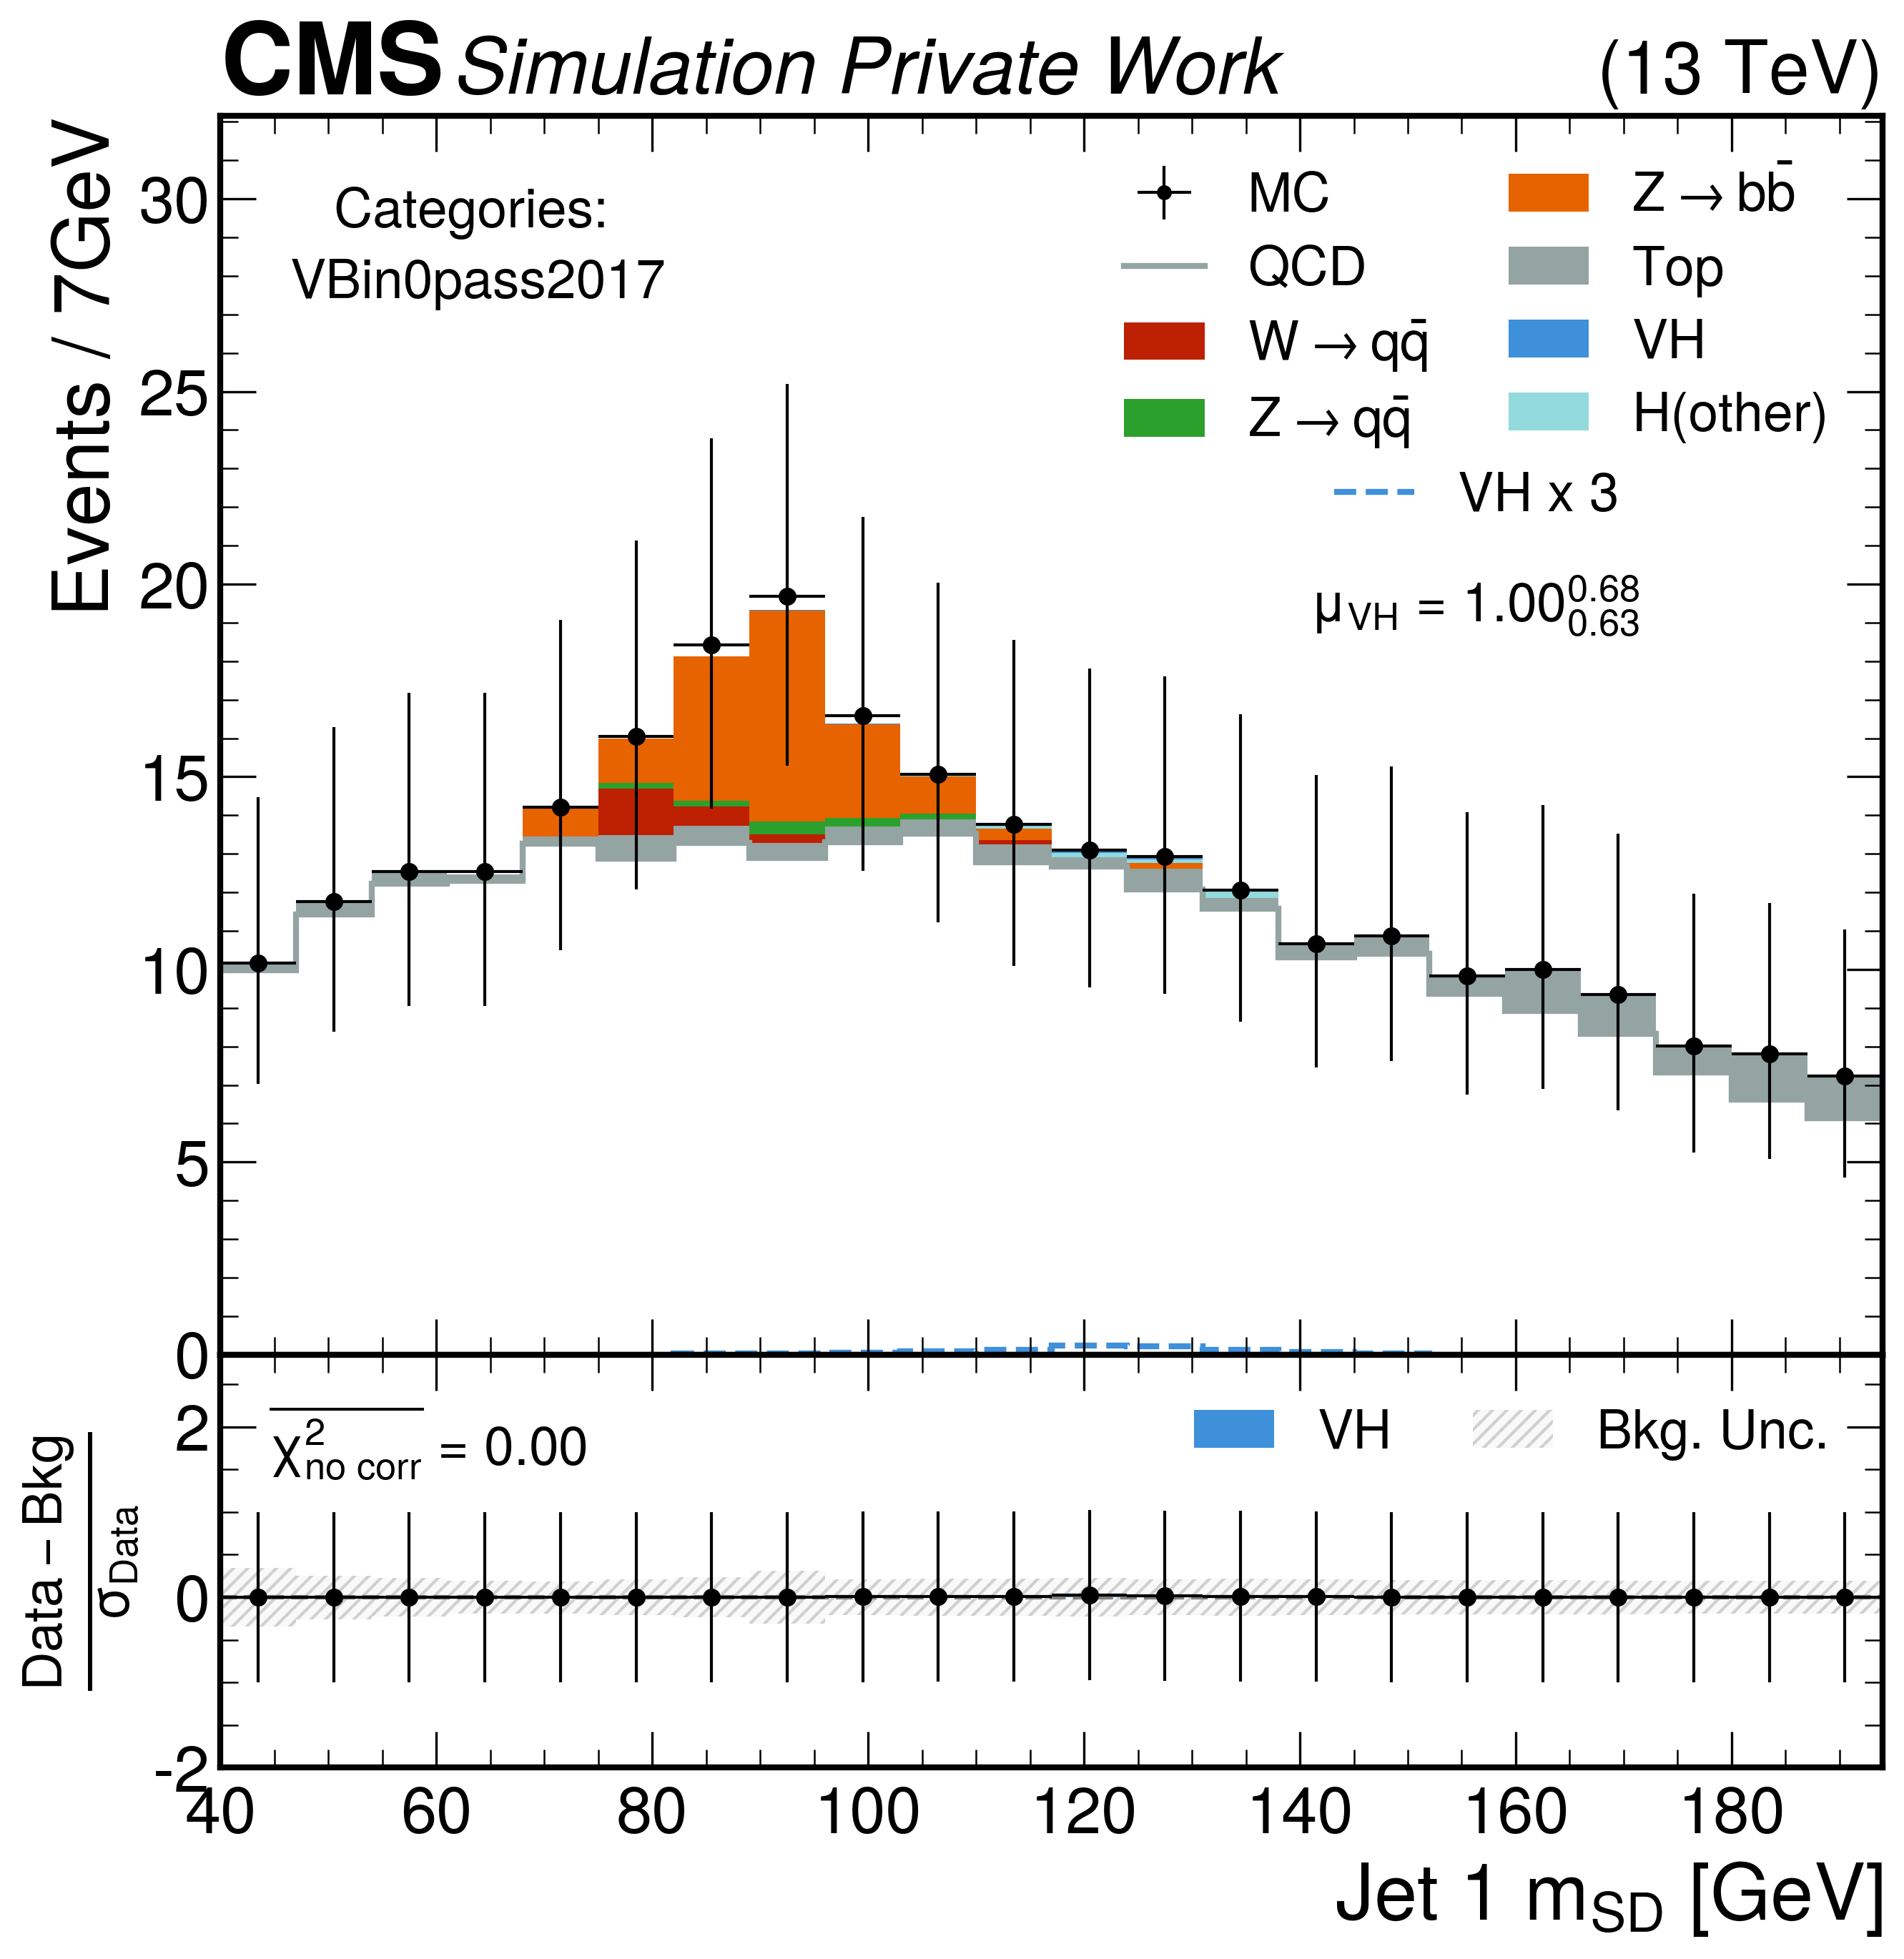 CMS Simulation Private Work (13 TeV)
Events / 7GeV
30
25
20
15
10
5
0
Categories:
VBin0pass2017
MC
QCD
W → qq̄
Z → qq̄
Z → bb̄
Top
VH
H(other)
VH x 3
μ_VH = 1.00^0.68_0.63
Data – Bkg
σ_Data
2
0
-2
χ²_no corr = 0.00
VH
Bkg. Unc.
40 60 80 100 120 140 160 180
Jet 1 m_SD [GeV]